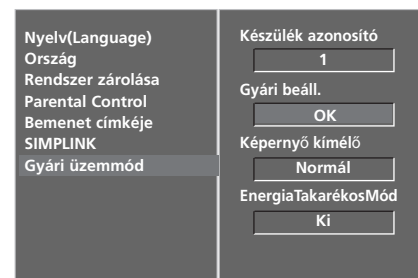 Nyelv(Language)
Ország
Rendszer zárolása
Parental Control
Bemenet címkéje
SIMPLINK
Gyári üzemmód
Készülék azonosító
1
Gyári beáll.
OK
Képernyő kímélő
Normál
EnergiaTakarékosMód
Ki